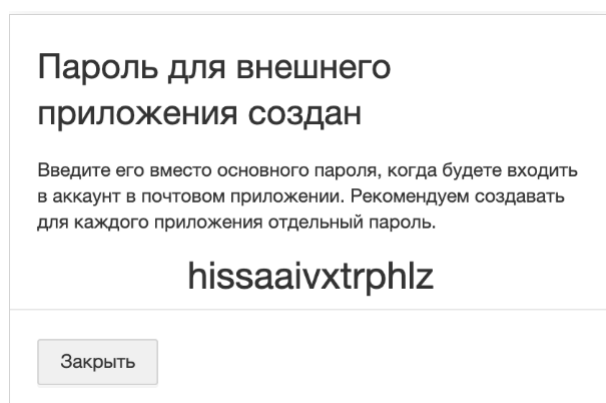 Пароль для внешнего
приложения создан
Введите его вместо основного пароля, когда будете входить
в аккаунт в почтовом приложении. Рекомендуем создавать
для каждого приложения отдельный пароль.
hissaaivxtrphlz
Закрыть